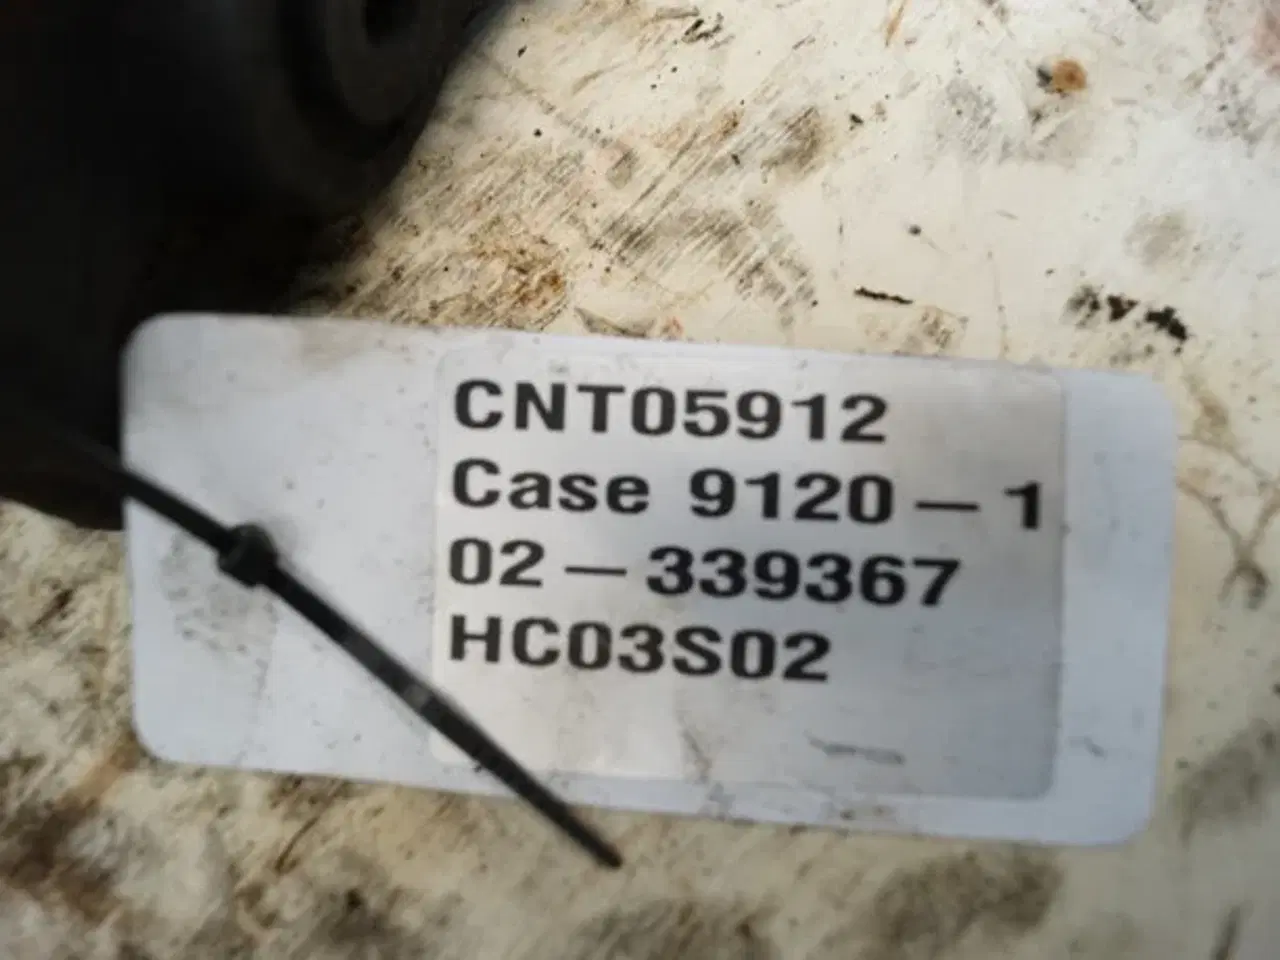 CNT05912
Case 9120 – 1
02 – 339367
HC03S02